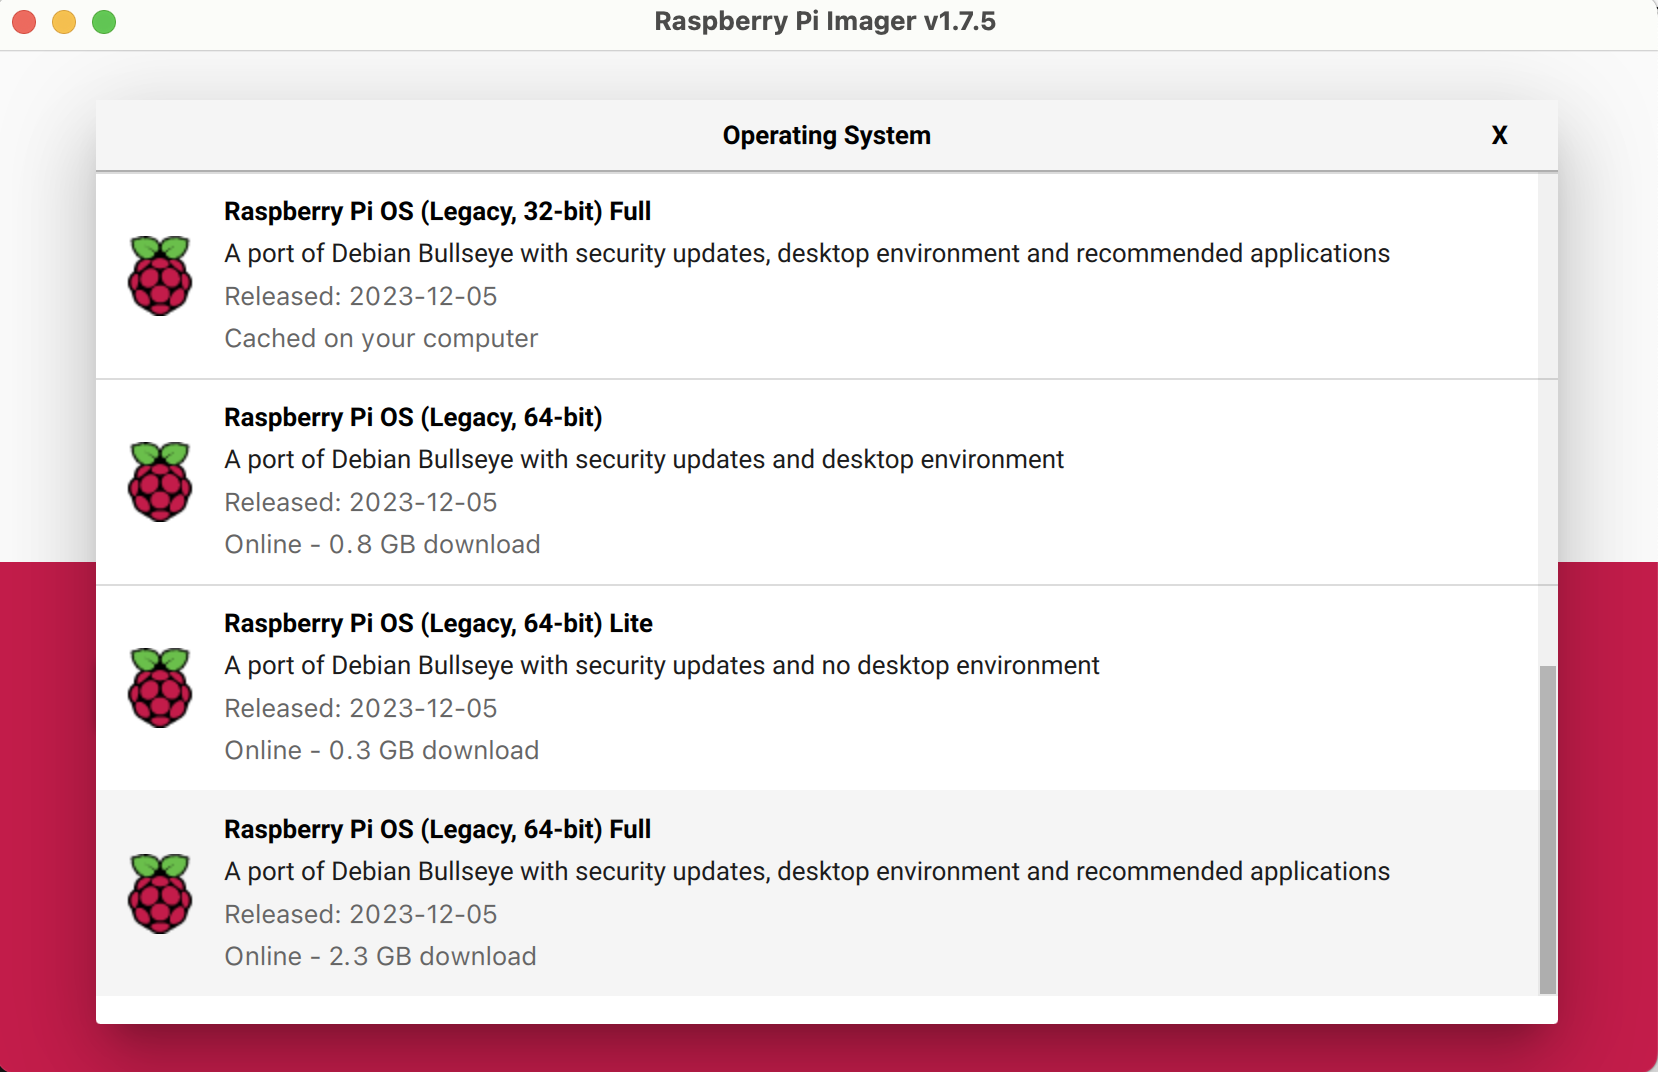 Raspberry Pi Imager v1.7.5
Operating System
X
Raspberry Pi OS (Legacy, 32-bit) Full
A port of Debian Bullseye with security updates, desktop environment and recommended applications
Released: 2023-12-05
Cached on your computer
Raspberry Pi OS (Legacy, 64-bit)
A port of Debian Bullseye with security updates and desktop environment
Released: 2023-12-05
Online - 0.8 GB download
Raspberry Pi OS (Legacy, 64-bit) Lite
A port of Debian Bullseye with security updates and no desktop environment
Released: 2023-12-05
Online - 0.3 GB download
Raspberry Pi OS (Legacy, 64-bit) Full
A port of Debian Bullseye with security updates, desktop environment and recommended applications
Released: 2023-12-05
Online - 2.3 GB download